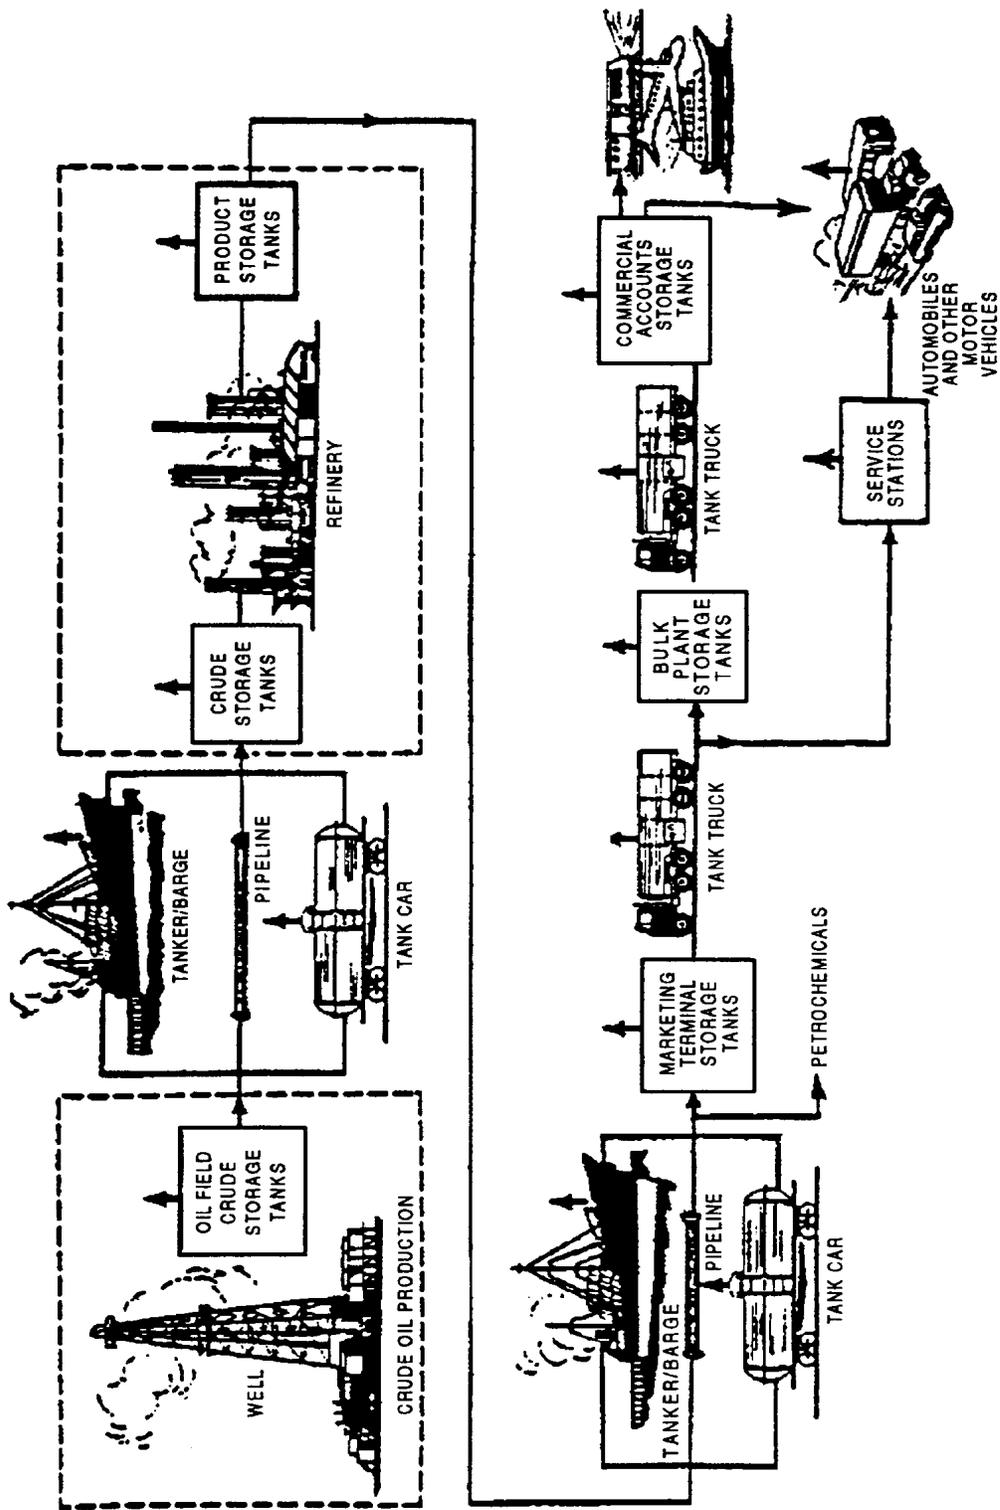 WELL
CRUDE OIL PRODUCTION
OIL FIELD
CRUDE
STORAGE
TANKS
TANKER/BARGE
PIPELINE
TANK CAR
CRUDE
STORAGE
TANKS
REFINERY
PRODUCT
STORAGE
TANKS
TANKER/BARGE
PIPELINE
TANK CAR
PETROCHEMICALS
MARKETING
TERMINAL
STORAGE
TANKS
TANK TRUCK
BULK
PLANT
STORAGE
TANKS
TANK TRUCK
COMMERCIAL
ACCOUNTS
STORAGE
TANKS
SERVICE
STATIONS
AUTOMOBILES
AND OTHER
MOTOR
VEHICLES